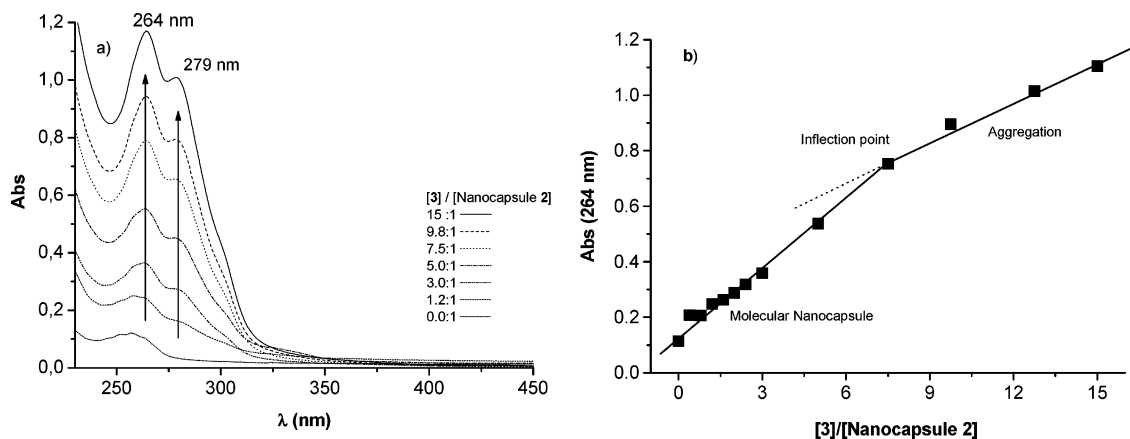 a)
264 nm
279 nm
1,2
1,0
0,8
0,6
0,4
0,2
0,0
Abs
[3] / [Nanocapsule 2]
15 :1
9.8:1
7.5:1
5.0:1
3.0:1
1.2:1
0.0:1
250 300 350 400 450
λ (nm)
b)
1.2
1.0
0.8
0.6
0.4
0.2
0.0
Abs (264 nm)
Inflection point
Aggregation
Molecular Nanocapsule
0 3 6 9 12 15
[3]/[Nanocapsule 2]